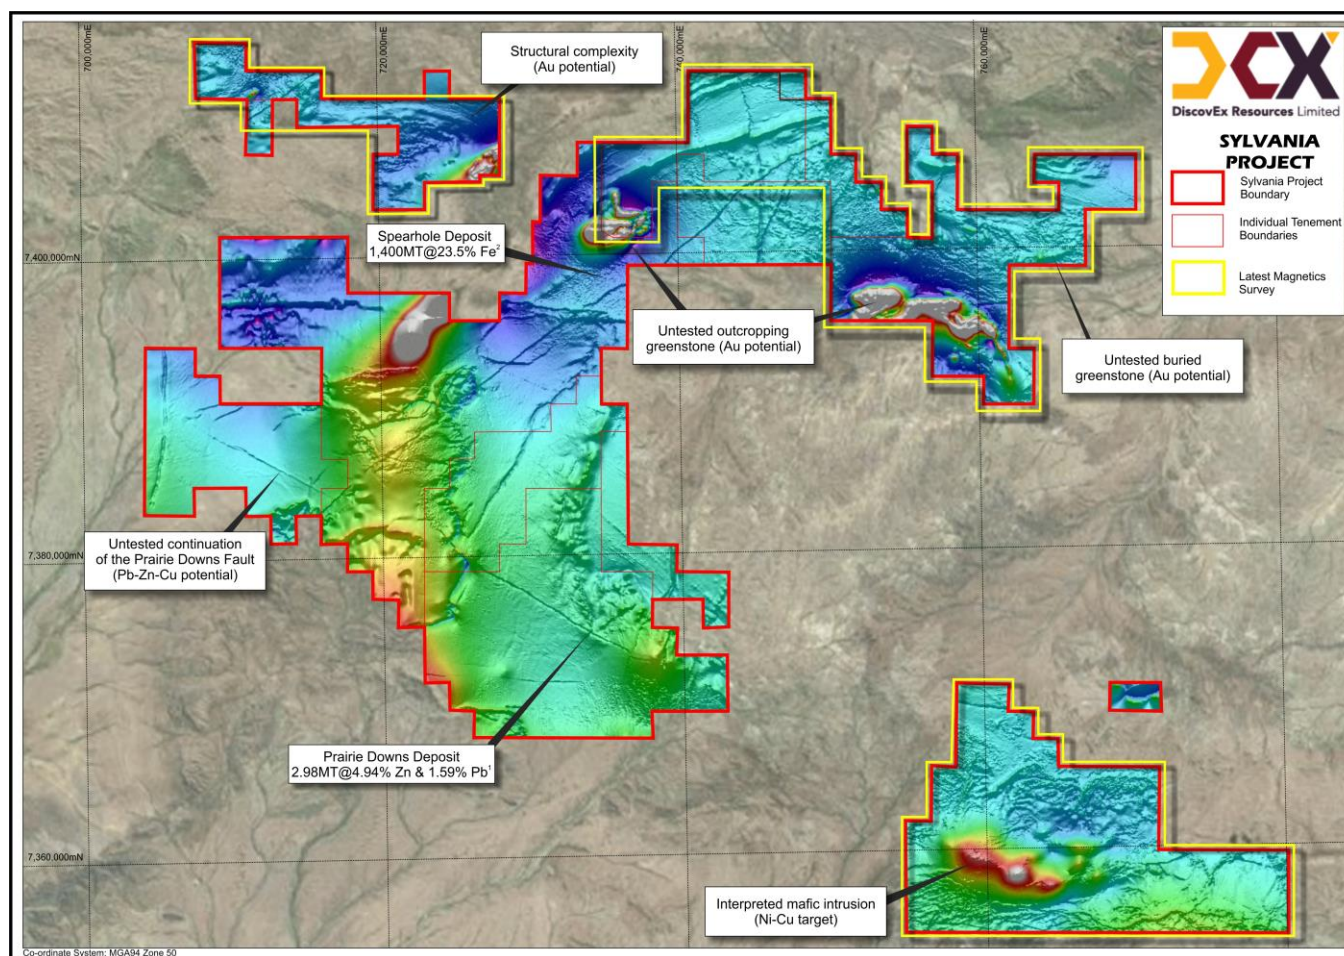 700,000mE
720,000mE
740,000mE
760,000mE
Structural complexity
(Au potential)
DCX
DiscovEx Resources Limited
SYLVANIA
PROJECT
Sylvania Project
Boundary
Individual Tenement
Boundaries
Latest Magnetics
Survey
Spearhole Deposit
1,400MT@23.5% Fe²
7,400,000mN
Untested outcropping
greenstone (Au potential)
Untested buried
greenstone (Au potential)
Untested continuation
of the Prairie Downs Fault
(Pb-Zn-Cu potential)
7,380,000mN
Prairie Downs Deposit
2.98MT@4.94% Zn & 1.59% Pb¹
7,360,000mN
Interpreted mafic intrusion
(Ni-Cu target)
Co-ordinate System: MGA94 Zone 50